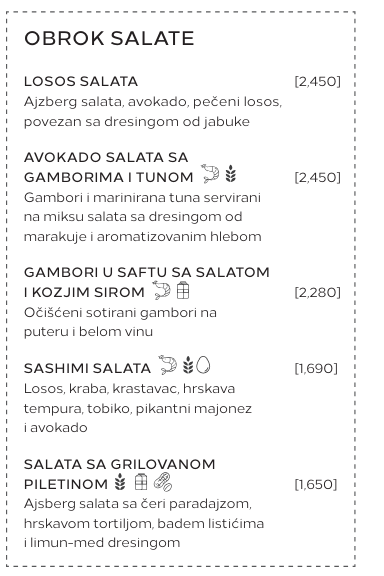 OBROK SALATE
LOSOS SALATA [2,450]
Ajzberg salata, avokado, pečeni losos,
povezan sa dresingom od jabuke
AVOKADO SALATA SA
GAMBORIMA I TUNOM [2,450]
Gambori i marinirana tuna servirani
na miksu salata sa dresingom od
marakuje i aromatizovanim hlebom
GAMBORI U SAFTU SA SALATOM
I KOZJIM SIROM [2,280]
Očišćeni sotirani gambori na
puteru i belom vinu
SASHIMI SALATA [1,690]
Losos, kraba, krastavac, hrskava
tempura, tobiko, pikantni majonez
i avokado
SALATA SA GRILOVANOM
PILETINOM [1,650]
Ajsberg salata sa čeri paradajzom,
hrskavom tortiljom, badem listićima
i limun-med dresingom